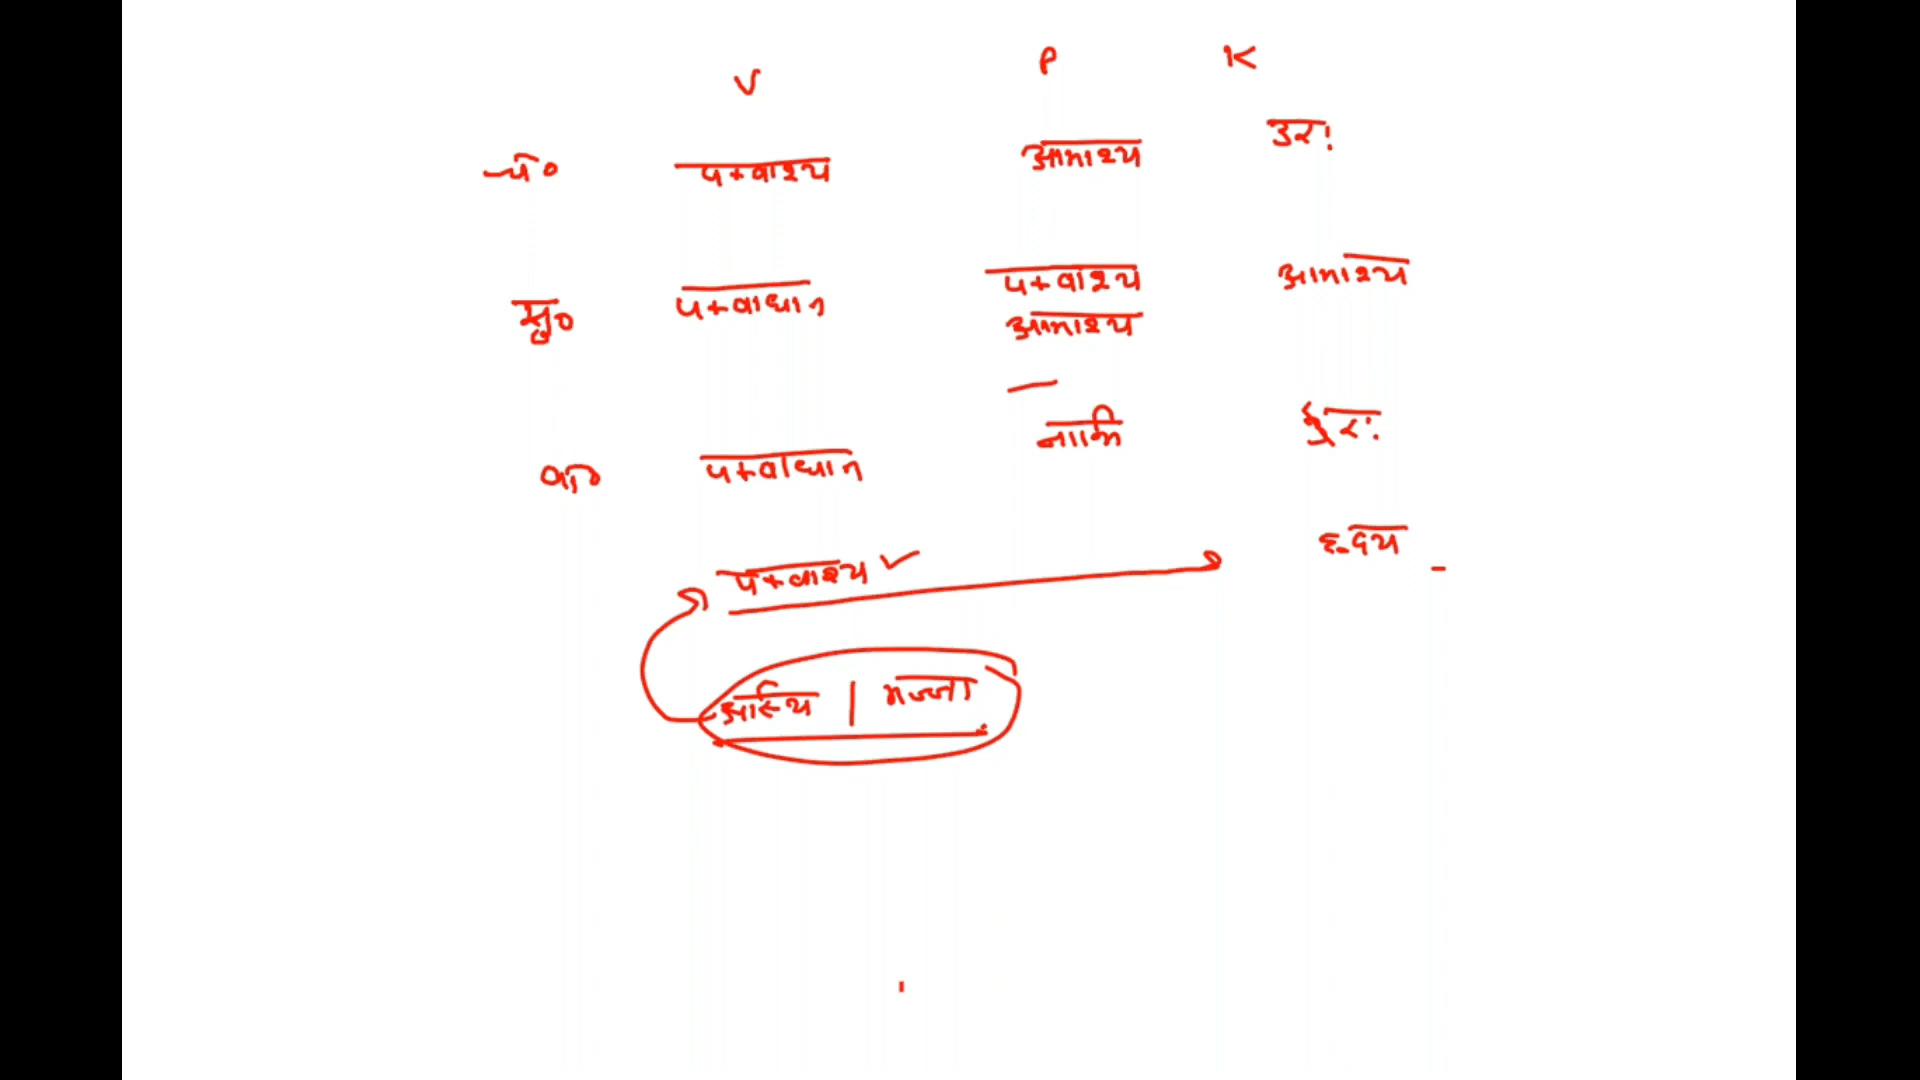 V P K
च० पक्वाशय आमाशय उरः
सु० पक्वाधान पक्वाशय आमाशय
आमाशय
वा० पक्वाधान नाभि उरः
पक्वाशय ✓ हृदय
अस्थि | मज्जा